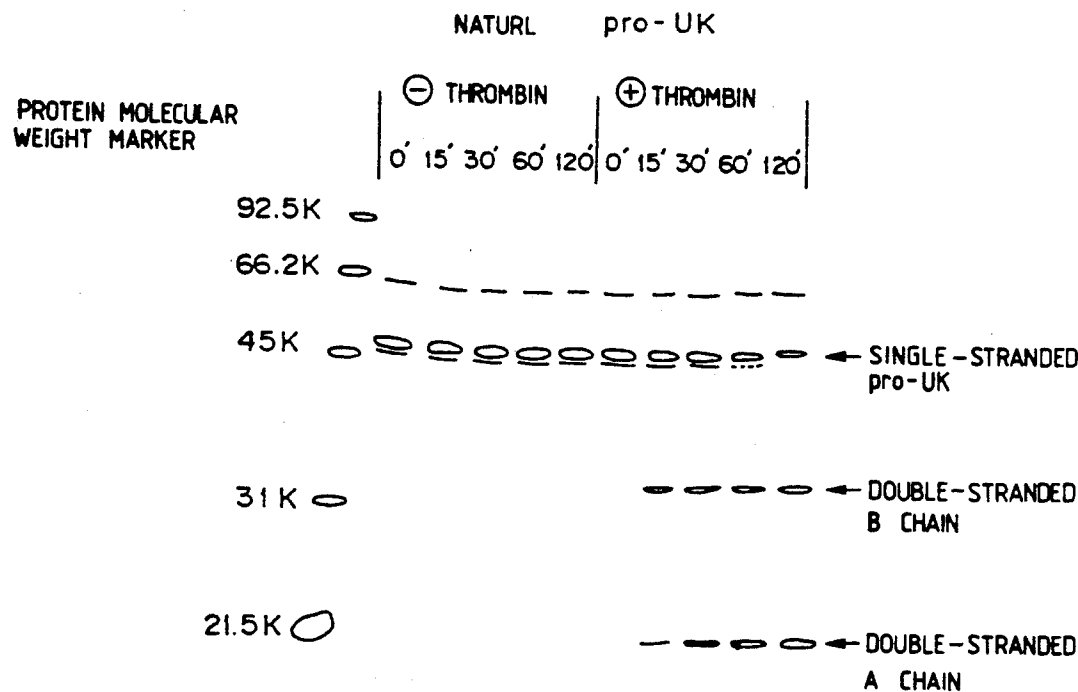 NATURL pro-UK
⊖ THROMBIN ⊕ THROMBIN
PROTEIN MOLECULAR
WEIGHT MARKER
0' 15' 30' 60' 120' 0' 15' 30' 60' 120'
92.5K
66.2K
45K
SINGLE-STRANDED
pro-UK
31K
DOUBLE-STRANDED
B CHAIN
21.5K
DOUBLE-STRANDED
A CHAIN